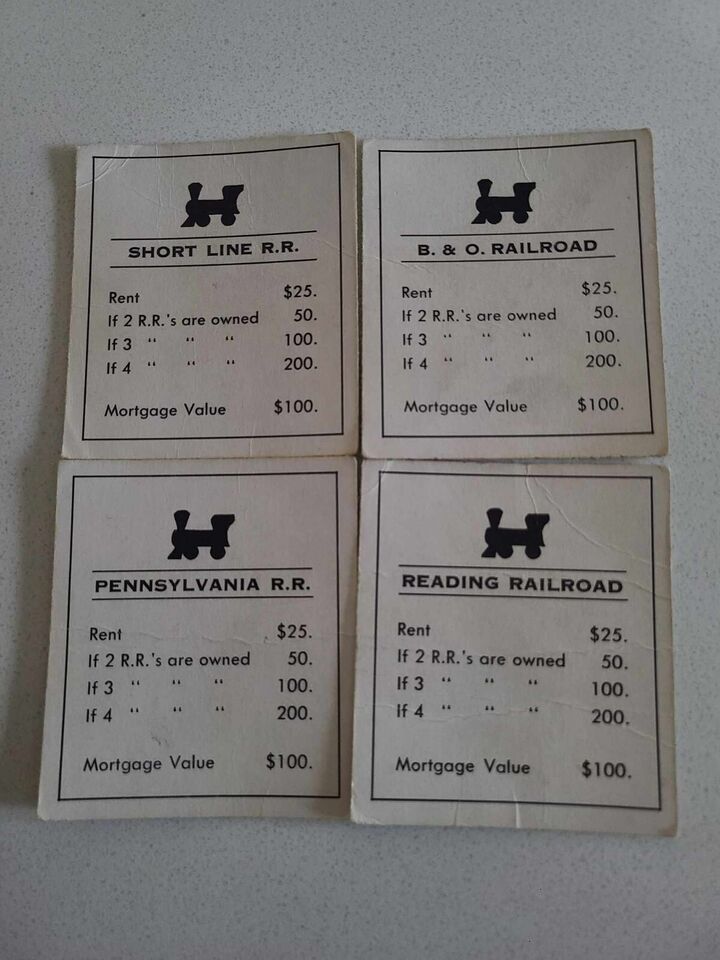 SHORT LINE R.R.
Rent $25.
If 2 R.R.'s are owned 50.
If 3 “ “ “ 100.
If 4 “ “ “ 200.
Mortgage Value $100.
B. & O. RAILROAD
Rent $25.
If 2 R.R.'s are owned 50.
If 3 “ “ “ 100.
If 4 “ “ “ 200.
Mortgage Value $100.
PENNSYLVANIA R.R.
Rent $25.
If 2 R.R.'s are owned 50.
If 3 “ “ “ 100.
If 4 “ “ “ 200.
Mortgage Value $100.
READING RAILROAD
Rent $25.
If 2 R.R.'s are owned 50.
If 3 “ “ “ 100.
If 4 “ “ “ 200.
Mortgage Value $100.